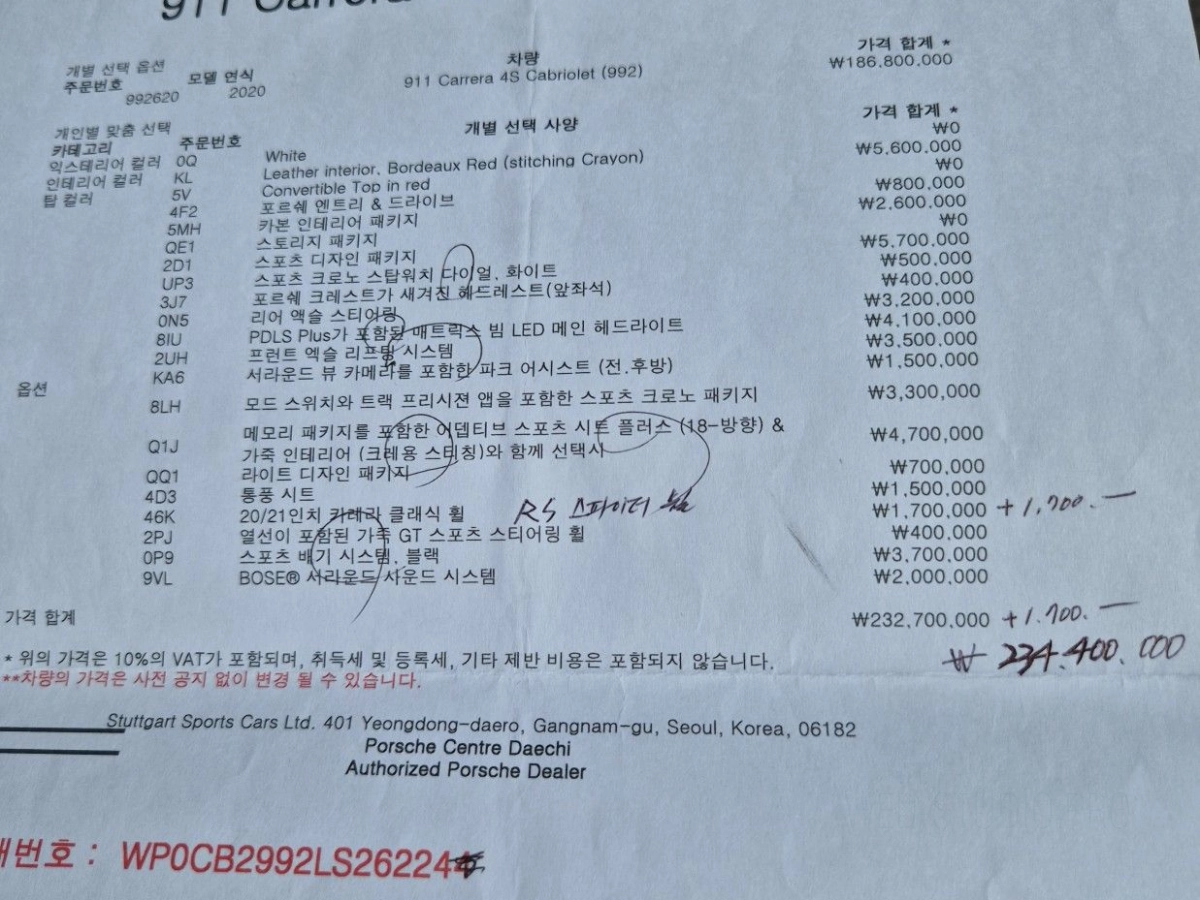 911 Carrera
개별 선택 옵션 차량 가격 합계 *
주문번호 모델 연식 911 Carrera 4S Cabriolet (992) ₩186,800,000
992620 2020
개인별 맞춤 선택 개별 선택 사양 가격 합계 *
카테고리 주문번호
익스테리어 컬러 0Q White ₩0
인테리어 컬러 KL Leather interior, Bordeaux Red (stitching Crayon) ₩5,600,000
탑 컬러 5V Convertible Top in red ₩0
4F2 포르쉐 엔트리 & 드라이브 ₩800,000
5MH 카본 인테리어 패키지 ₩2,600,000
QE1 스토리지 패키지 ₩0
2D1 스포츠 디자인 패키지 ₩5,700,000
UP3 스포츠 크로노 스탑워치 다이얼, 화이트 ₩500,000
3J7 포르쉐 크레스트가 새겨진 헤드레스트(앞좌석) ₩400,000
0N5 리어 액슬 스티어링 ₩3,200,000
8IU PDLS Plus가 포함된 매트릭스 빔 LED 메인 헤드라이트 ₩4,100,000
2UH 프런트 엑슬 리프팅 시스템 ₩3,500,000
KA6 서라운드 뷰 카메라를 포함한 파크 어시스트 (전.후방) ₩1,500,000
옵션 8LH 모드 스위치와 트랙 프리시젼 앱을 포함한 스포츠 크로노 패키지 ₩3,300,000
Q1J 메모리 패키지를 포함한 어뎁티브 스포츠 시트 플러스 (18-방향) & ₩4,700,000
가죽 인테리어 (크레용 스티칭)와 함께 선택시
QQ1 라이트 디자인 패키지 ₩700,000
4D3 통풍 시트 ₩1,500,000
46K 20/21인치 카레라 클래식 휠 RS 스파이더 휠 ₩1,700,000 + 1,700.—
2PJ 열선이 포함된 가죽 GT 스포츠 스티어링 휠 ₩400,000
0P9 스포츠 배기 시스템, 블랙 ₩3,700,000
9VL BOSE® 서라운드 사운드 시스템 ₩2,000,000
가격 합계 ₩232,700,000 + 1.700.—
₩ 234.400.000
* 위의 가격은 10%의 VAT가 포함되며, 취득세 및 등록세, 기타 제반 비용은 포함되지 않습니다.
**차량의 가격은 사전 공지 없이 변경 될 수 있습니다.
Stuttgart Sports Cars Ltd. 401 Yeongdong-daero, Gangnam-gu, Seoul, Korea, 06182
Porsche Centre Daechi
Authorized Porsche Dealer
대번호 : WP0CB2992LS26224